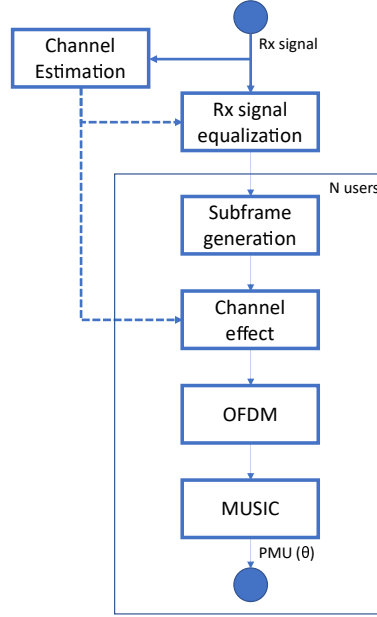 Rx signal
Channel
Estimation
Rx signal
equalization
N users
Subframe
generation
Channel
effect
OFDM
MUSIC
PMU (θ)